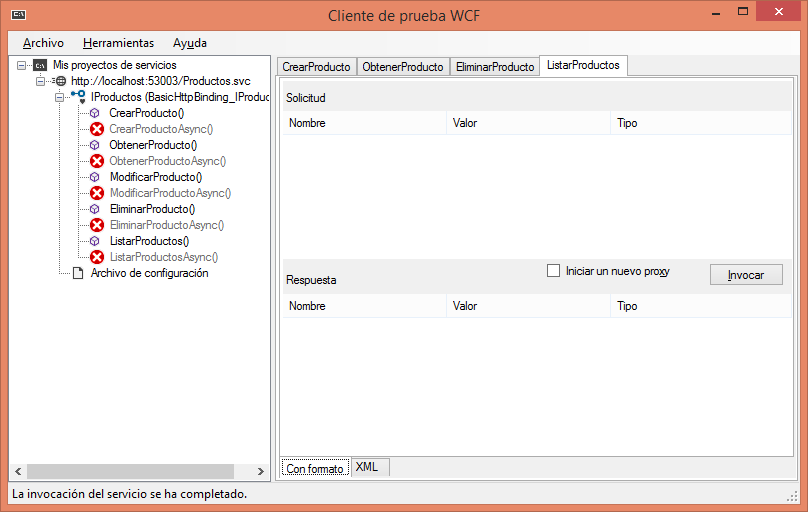 Cliente de prueba WCF
Archivo Herramientas Ayuda
Mis proyectos de servicios
http://localhost:53003/Productos.svc
IProductos (BasicHttpBinding_IProduc
CrearProducto()
CrearProductoAsync()
ObtenerProducto()
ObtenerProductoAsync()
ModificarProducto()
ModificarProductoAsync()
EliminarProducto()
EliminarProductoAsync()
ListarProductos()
ListarProductosAsync()
Archivo de configuración
CrearProducto ObtenerProducto EliminarProducto ListarProductos
Solicitud
Nombre Valor Tipo
Respuesta Iniciar un nuevo proxy Invocar
Nombre Valor Tipo
Con formato XML
La invocación del servicio se ha completado.